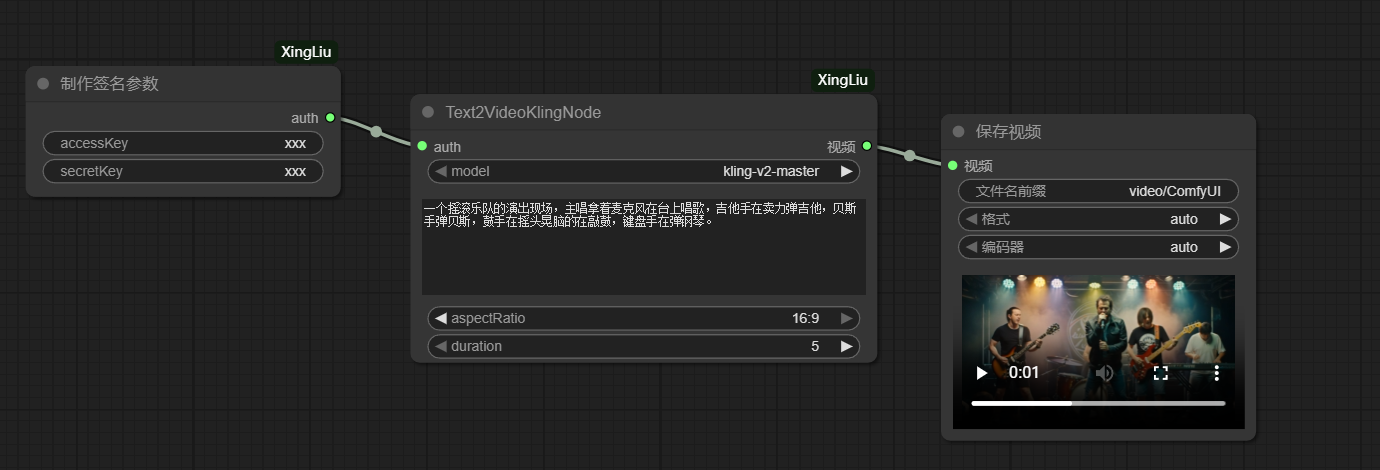 XingLiu
制作签名参数
auth
accessKey xxx
secretKey xxx
XingLiu
Text2VideoKlingNode
auth 视频
model kling-v2-master
一个摇滚乐队的演出现场，主唱拿着麦克风在台上唱歌，吉他手在卖力弹吉他，贝斯
手弹贝斯，鼓手在摇头晃脑的在敲鼓，键盘手在弹钢琴。
aspectRatio 16:9
duration 5
保存视频
视频
文件名前缀 video/ComfyUI
格式 auto
编码器 auto
0:01